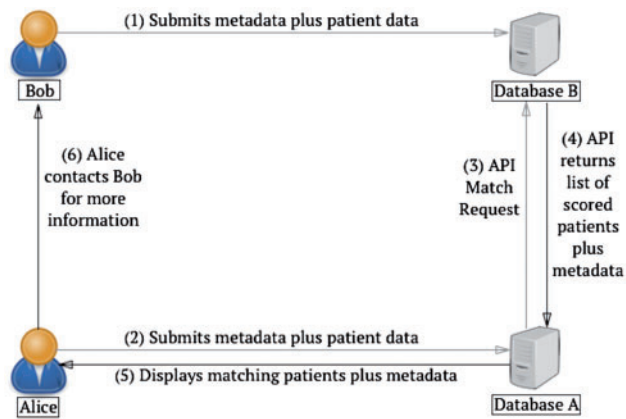 (1) Submits metadata plus patient data
Bob
Database B
(6) Alice
contacts Bob
for more
information
(3) API
Match
Request
(4) API
returns
list of
scored
patients
plus
metadata
(2) Submits metadata plus patient data
(5) Displays matching patients plus metadata
Alice
Database A